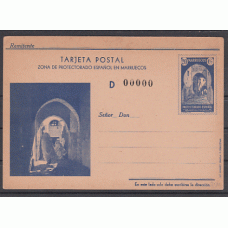 Remitente
TARJETA POSTAL
ZONA DE PROTECTORADO ESPAÑOL EN MARRUECOS
D 00000
Señor Don
En este lado solo debe escribirse la dirección